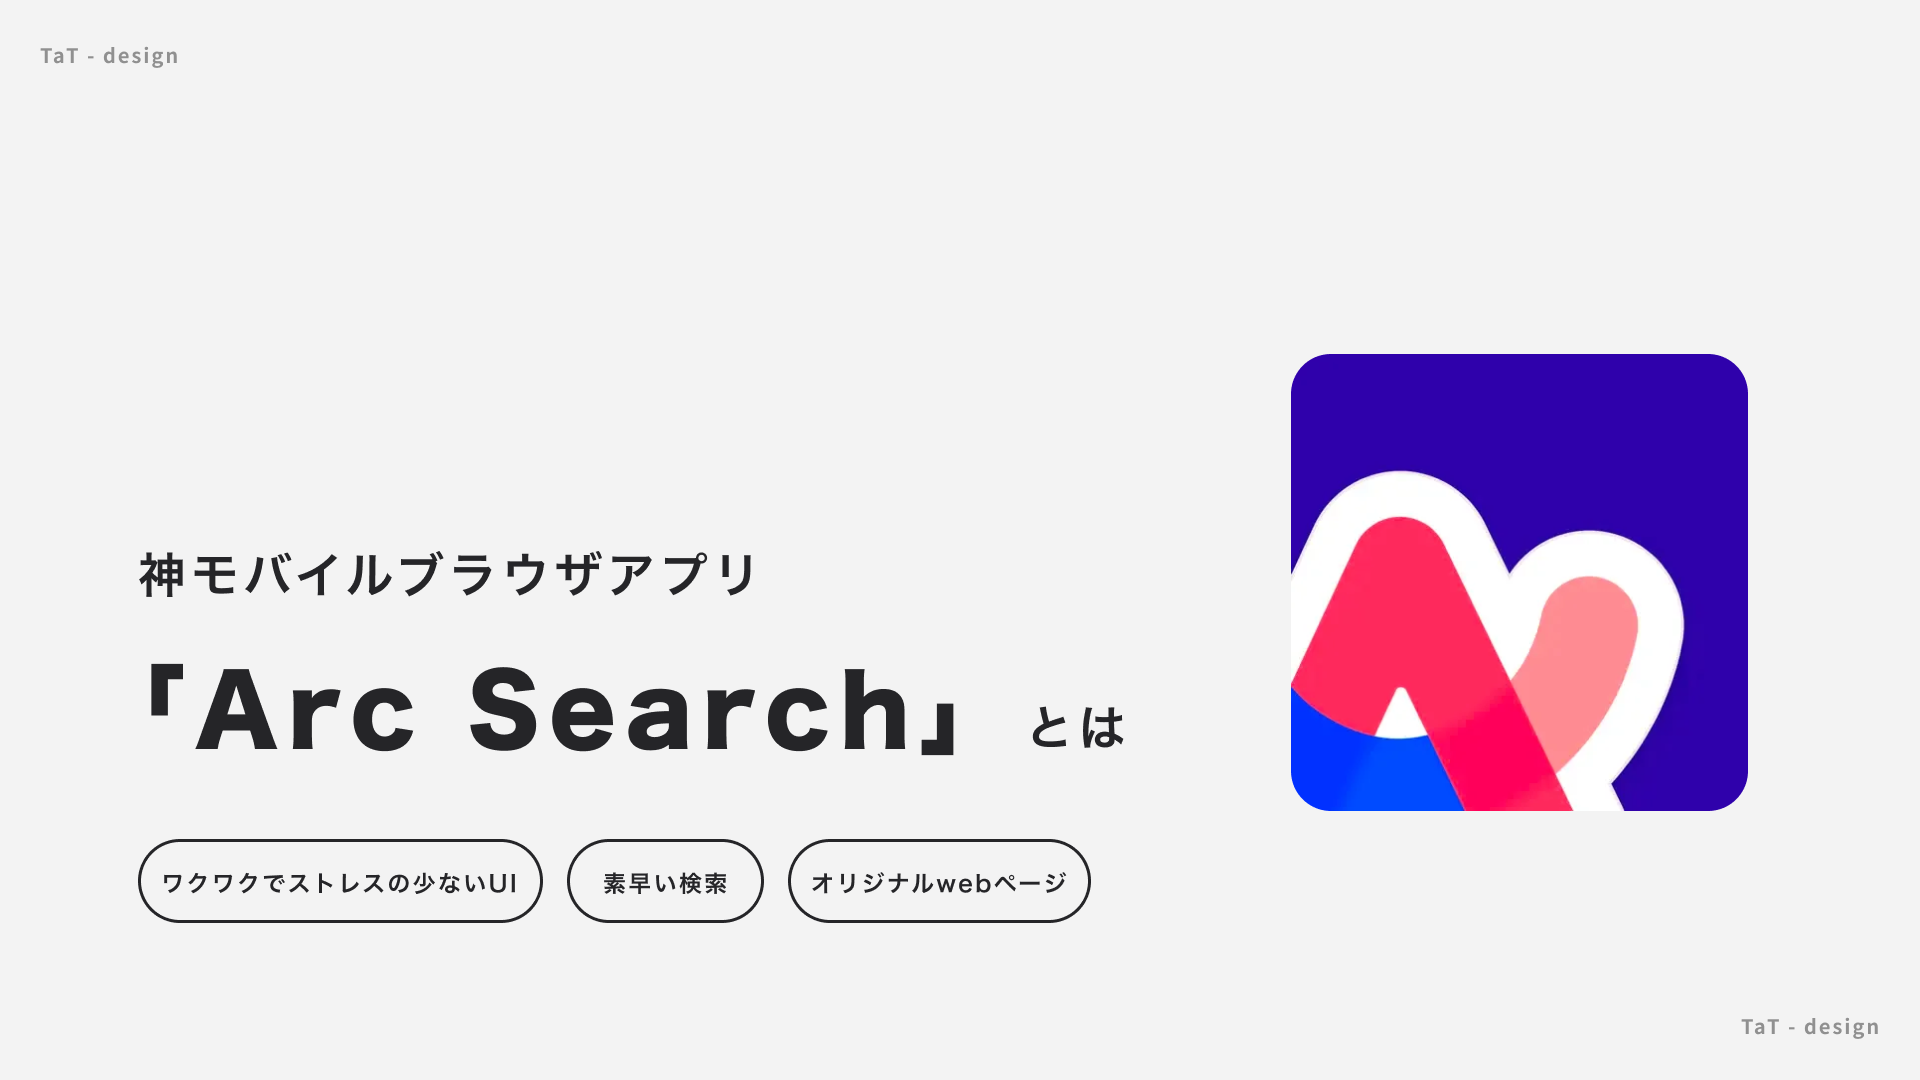 TaT - design
神モバイルブラウザアプリ
「Arc Search」とは
ワクワクでストレスの少ないUI
素早い検索
オリジナルwebページ
TaT - design